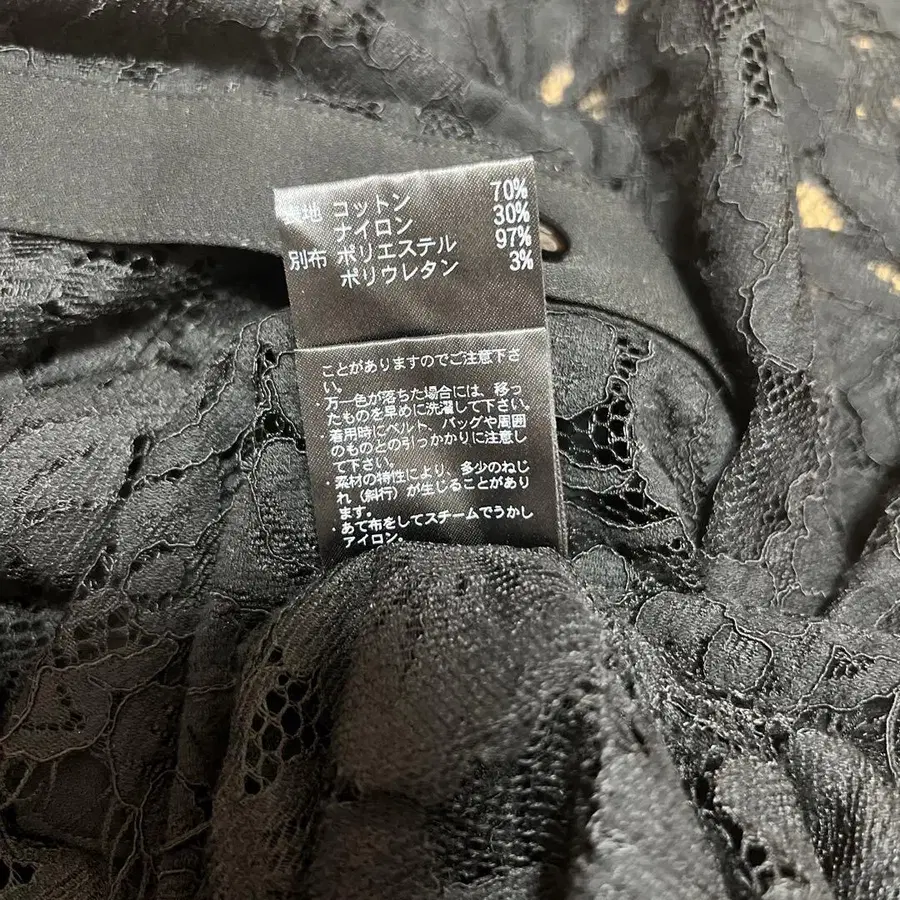 表地 コットン 70%
ナイロン 30%
別布 ポリエステル 97%
ポリウレタン 3%
ことがありますのでご注意下さ
い。
・万一色が落ちた場合には、移っ
たものを早めに洗濯して下さい。
・着用時にベルト、バッグや周囲
のものとの引っかかりに注意し
て下さい。
・素材の特性により、多少のねじ
れ（斜行）が生じることがあり
ます。
・あて布をしてスチームでうかし
アイロン。